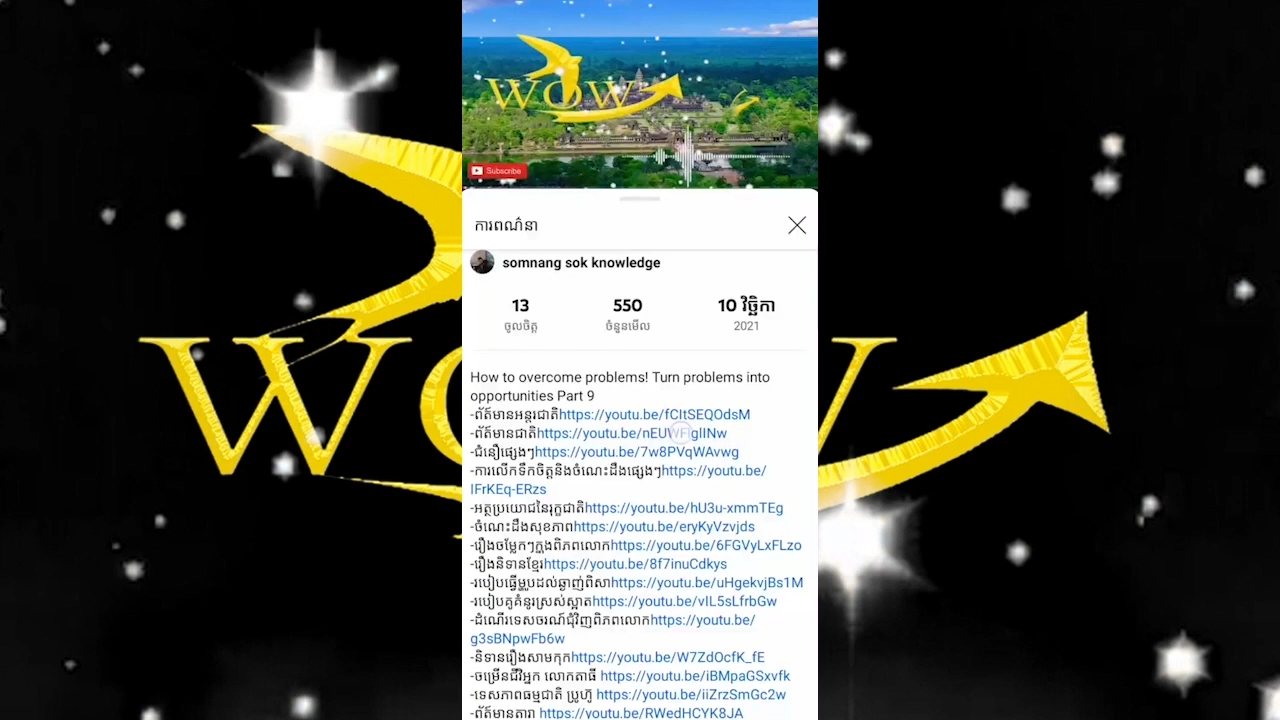 WOW
Subscribe
ការពណ៌នា
somnang sok knowledge
13
550
10 វិច្ឆិកា
ចូលចិត្ត
ចំនួនមើល
2021
How to overcome problems! Turn problems into
opportunities Part 9
-ព័ត៌មានអន្តរជាតិhttps://youtu.be/fCItSEQOdsM
-ព័ត៌មានជាតិhttps://youtu.be/nEUWFIglINw
-ជំនឿផ្សេងៗhttps://youtu.be/7w8PVqWAvwg
-ការលើកទឹកចិត្តនិងចំណេះដឹងផ្សេងៗhttps://youtu.be/
IFrKEq-ERzs
-អត្ថប្រយោជនៃរុក្ខជាតិhttps://youtu.be/hU3u-xmmTEg
-ចំណេះដឹងសុខភាពhttps://youtu.be/eryKyVzvjds
-រឿងចម្លែកៗក្នុងពិភពលោកhttps://youtu.be/6FGVyLxFLzo
-រឿងនិទានខ្មែរhttps://youtu.be/8f7inuCdkys
-របៀបធ្វើម្ហូបដល់ឆ្ងាញ់ពិសាhttps://youtu.be/uHgekvjBs1M
-របៀបគូគំនូរស្រស់ស្អាតhttps://youtu.be/vIL5sLfrbGw
-ដំណើរទេសចរណ៍ជុំវិញពិភពលោកhttps://youtu.be/
g3sBNpwFb6w
-និទានរឿងសាមកុកhttps://youtu.be/W7ZdOcfK_fE
-ចម្រើនជីវិអ្នក លោកតាធី https://youtu.be/iBMpaGSxvfk
-ទេសភាពធម្មជាតិ ប្រូហ៊្វូ https://youtu.be/iiZrzSmGc2w
-ព័ត៌មានតារា https://youtu.be/RWedHCYK8JA